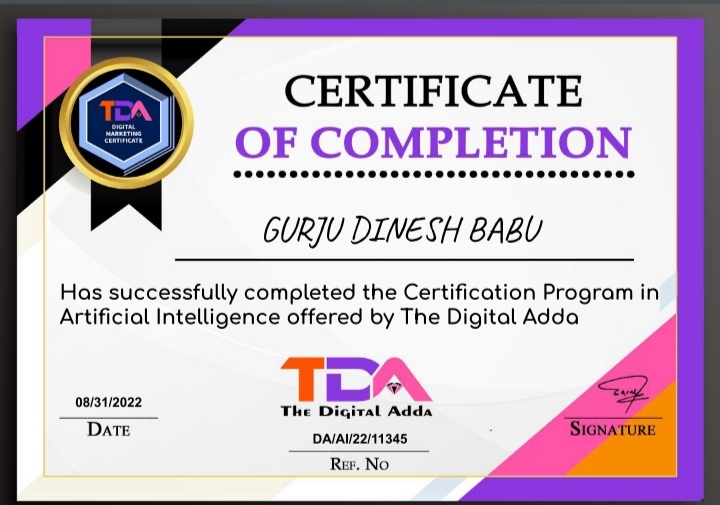 TDA
DIGITAL
MARKETING
CERTIFICATE
CERTIFICATE
OF COMPLETION
GURJU DINESH BABU
Has successfully completed the Certification Program in
Artificial Intelligence offered by The Digital Adda
TDA
The Digital Adda
08/31/2022
DATE
DA/AI/22/11345
REF. NO
SIGNATURE